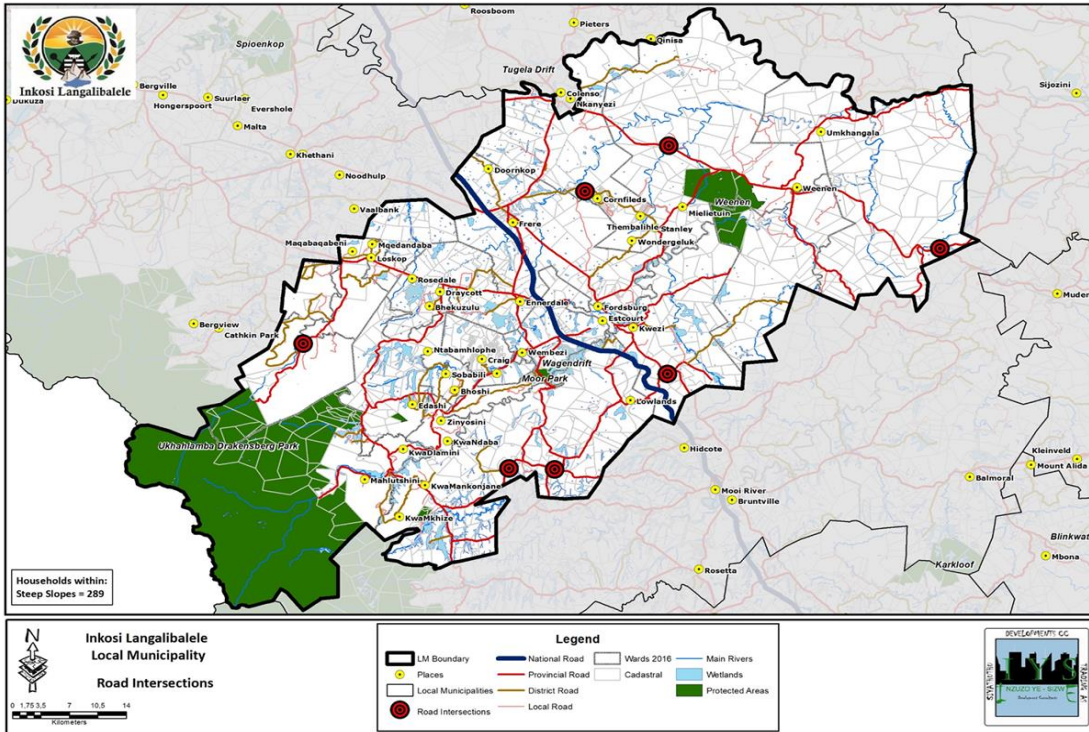 Inkosi Langalibalele
Roosboom
Pieters
Qinisa
Spioenkop
Tugela Drift
Bergville
Dukuza
Hongerspoort
Suurlaer
Evershole
Colenso
Nkanyezi
Sijozini
Malta
Umkhangala
Khethani
Noodhulp
Doornkop
Weenen
Weenen
Vaalbank
Cornfileds
Mielietuin
Thembalihle
Stanley
Frere
Wondergeluk
Maqabaqabeni
Mqedandaba
Loskop
Rosedale
Draycott
Bhekuzulu
Ennerdale
Fordsburg
Estcourt
Kwezi
Muder
Bergview
Cathkin Park
Ntabamhlophe
Craig
Wembezi
Wagendrift
Moor Park
Sobabili
Bhoshi
Edashi
Lowlands
Zinyosini
Ukhahlamba Drakensberg Park
KwaNdaba
KwaDlamini
Hidcote
Kleinveld
Mount Alida
Mahlutshini
KwaMankonjane
Balmoral
Mooi River
Bruntville
KwaMkhize
Blinkwat
Mbona
Karkloof
Rosetta
Households within:
Steep Slopes = 289
N
Inkosi Langalibalele
Local Municipality
Road Intersections
0 1,75 3,5 7 10,5 14
Kilometers
Legend
LM Boundary
Places
Local Municipalities
Road Intersections
National Road
Provincial Road
District Road
Local Road
Wards 2016
Cadastral
Main Rivers
Wetlands
Protected Areas
DEVELOPMENTS CC
NZUZO YE - SIZWE
Development Consultants